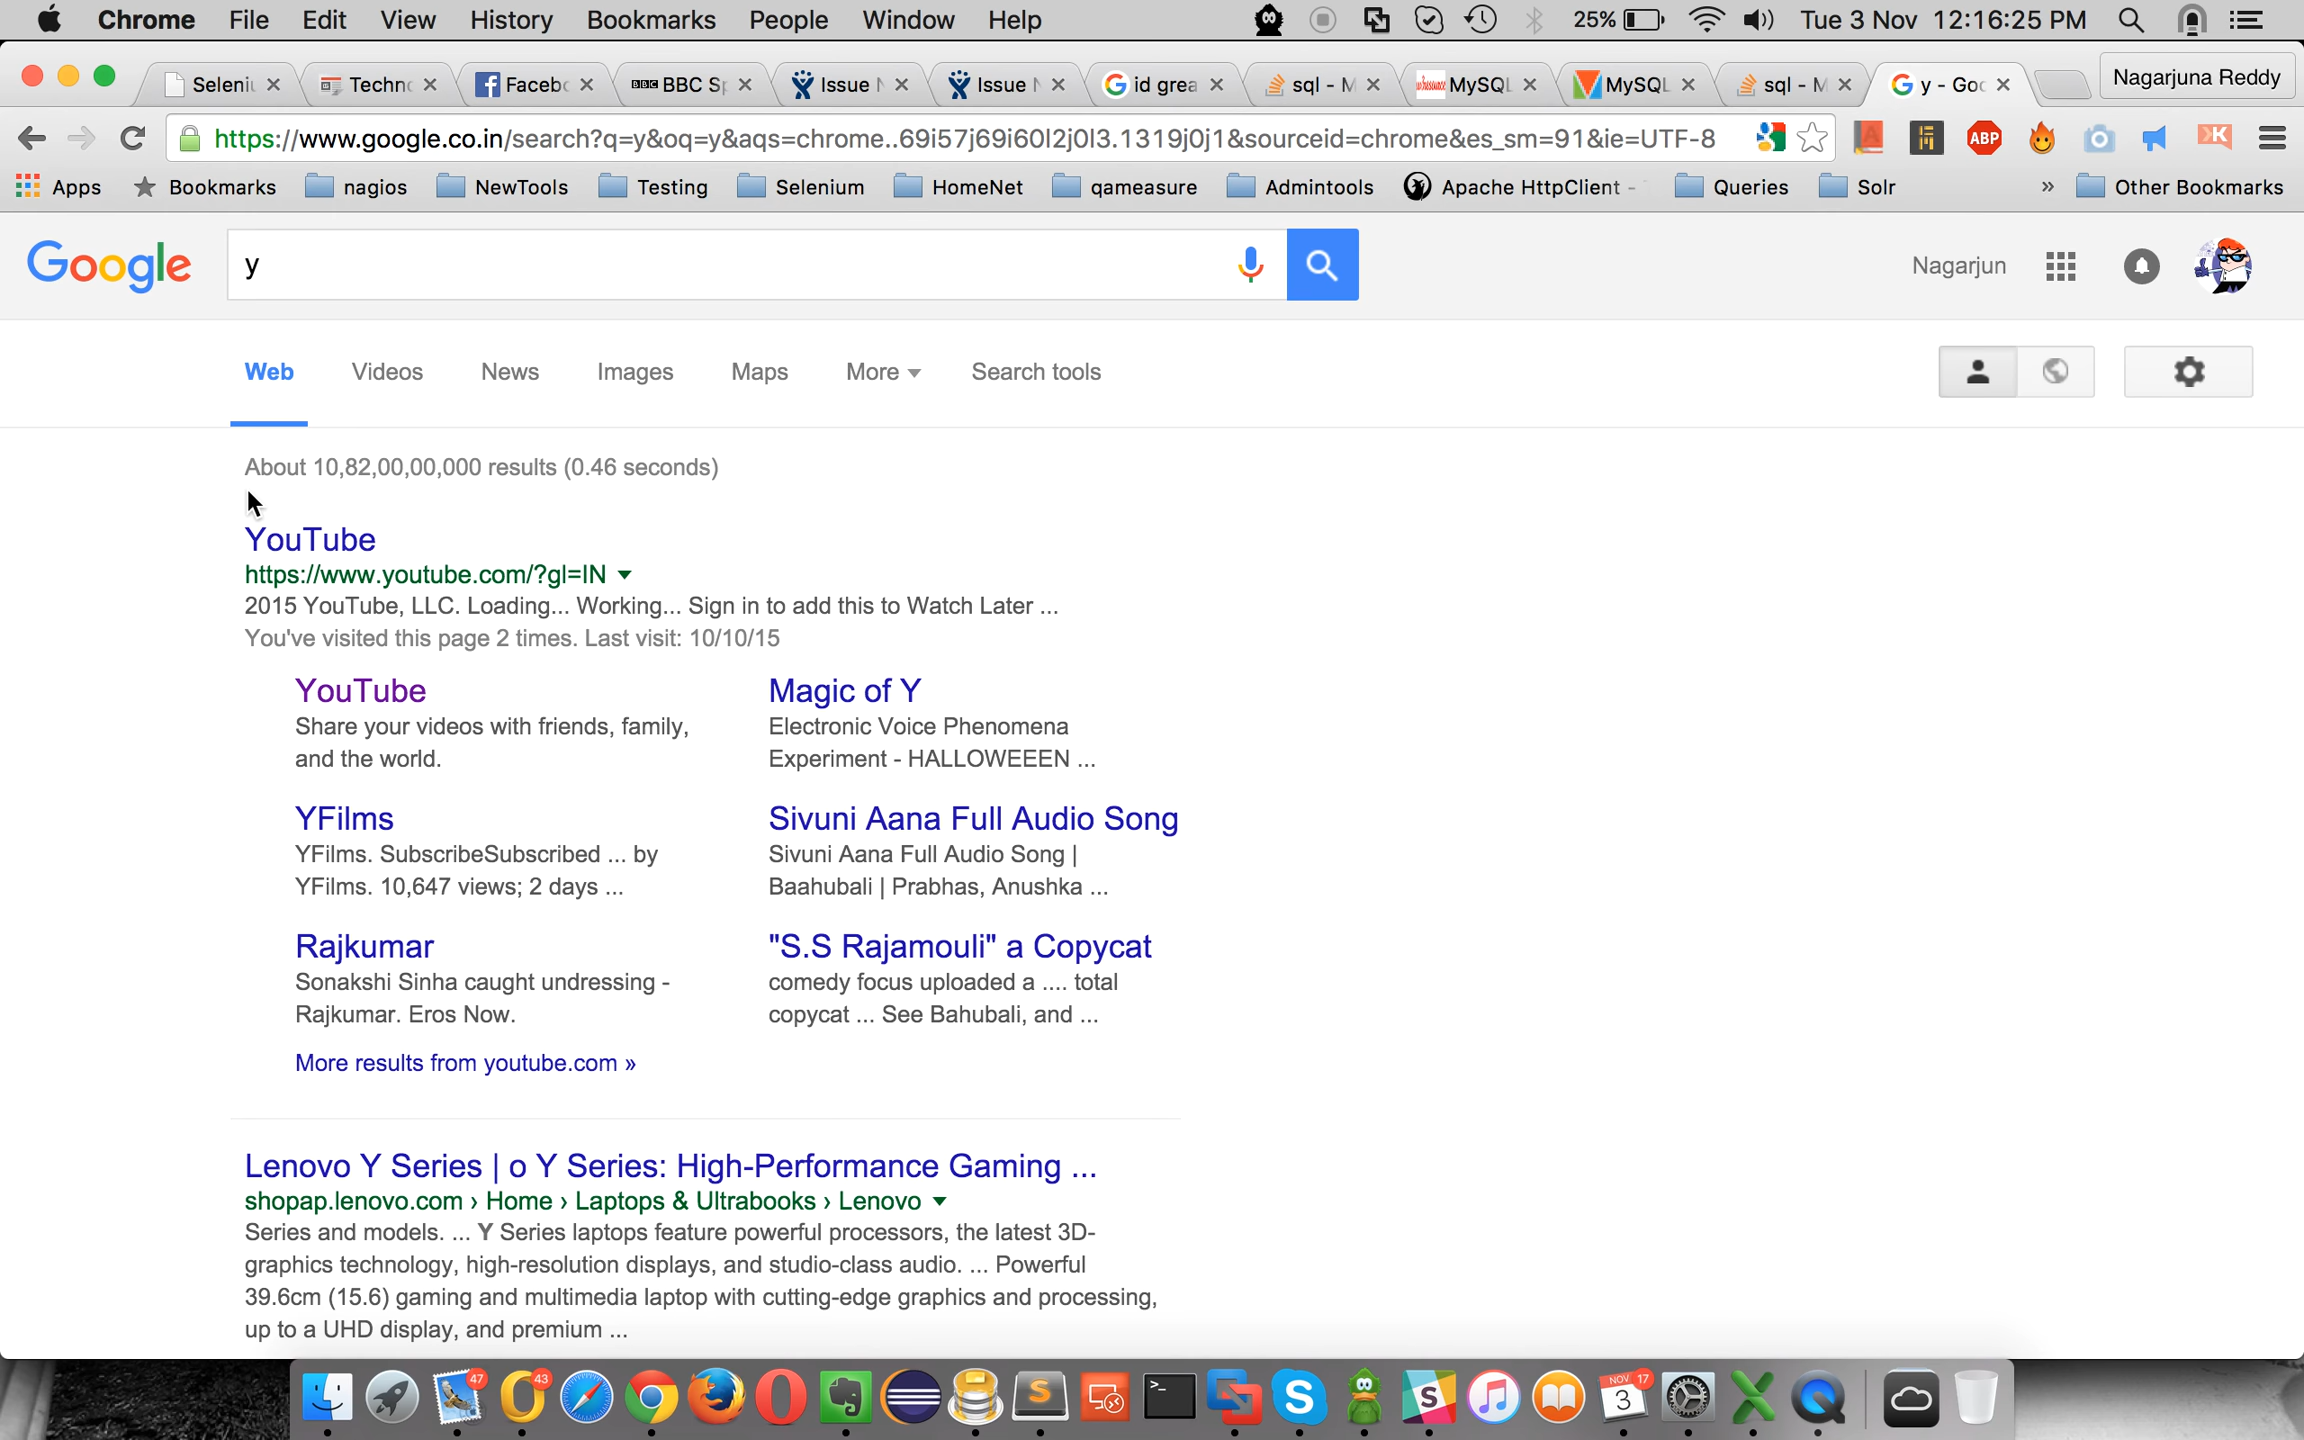 Chrome File Edit View History Bookmarks People Window Help 25% Tue 3 Nov 12:16:25 PM
Seleniu Techno Facebo BBC BBC Sp Issue N Issue N id grea sql - M MySQL MySQL sql - M y - Goo Nagarjuna Reddy
https://www.google.co.in/search?q=y&oq=y&aqs=chrome..69i57j69i60l2j0l3.1319j0j1&sourceid=chrome&es_sm=91&ie=UTF-8 ABP K
Apps Bookmarks nagios NewTools Testing Selenium HomeNet qameasure Admintools Apache HttpClient - Queries Solr » Other Bookmarks
Google y Nagarjun
Web Videos News Images Maps More Search tools
About 10,82,00,00,000 results (0.46 seconds)
YouTube
https://www.youtube.com/?gl=IN
2015 YouTube, LLC. Loading... Working... Sign in to add this to Watch Later ...
You've visited this page 2 times. Last visit: 10/10/15
YouTube
Share your videos with friends, family,
and the world.
Magic of Y
Electronic Voice Phenomena
Experiment - HALLOWEEEN ...
YFilms
YFilms. SubscribeSubscribed ... by
YFilms. 10,647 views; 2 days ...
Sivuni Aana Full Audio Song
Sivuni Aana Full Audio Song |
Baahubali | Prabhas, Anushka ...
Rajkumar
Sonakshi Sinha caught undressing -
Rajkumar. Eros Now.
"S.S Rajamouli" a Copycat
comedy focus uploaded a .... total
copycat ... See Bahubali, and ...
More results from youtube.com »
Lenovo Y Series | o Y Series: High-Performance Gaming ...
shopap.lenovo.com › Home › Laptops & Ultrabooks › Lenovo
Series and models. ... Y Series laptops feature powerful processors, the latest 3D-
graphics technology, high-resolution displays, and studio-class audio. ... Powerful
39.6cm (15.6) gaming and multimedia laptop with cutting-edge graphics and processing,
up to a UHD display, and premium ...
47 43 S >_ S S NOV 17 3 X